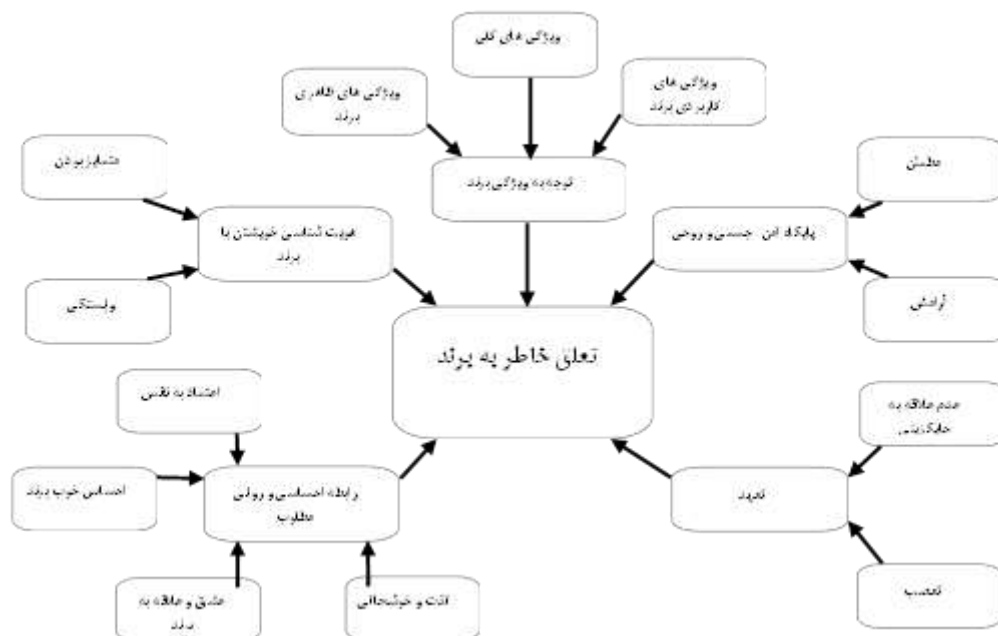 ویژگی های کلی
ویژگی های ظاهری
برند
ویژگی های
کاربردی برند
متمایز بودن
توجه به ویژگی برند
مطمئن
هویت شناسی خویشتن با
برند
پایگاه امن جسمی و روحی
وابستگی
آرامش
تعلق خاطر به برند
اعتماد به نفس
عدم علاقه به
جایگزینی
احساس خوب برند
رابطه احساسی و روانی
مطلوب
تعهد
عشق و علاقه به
برند
لذت و خوشحالی
تعصب